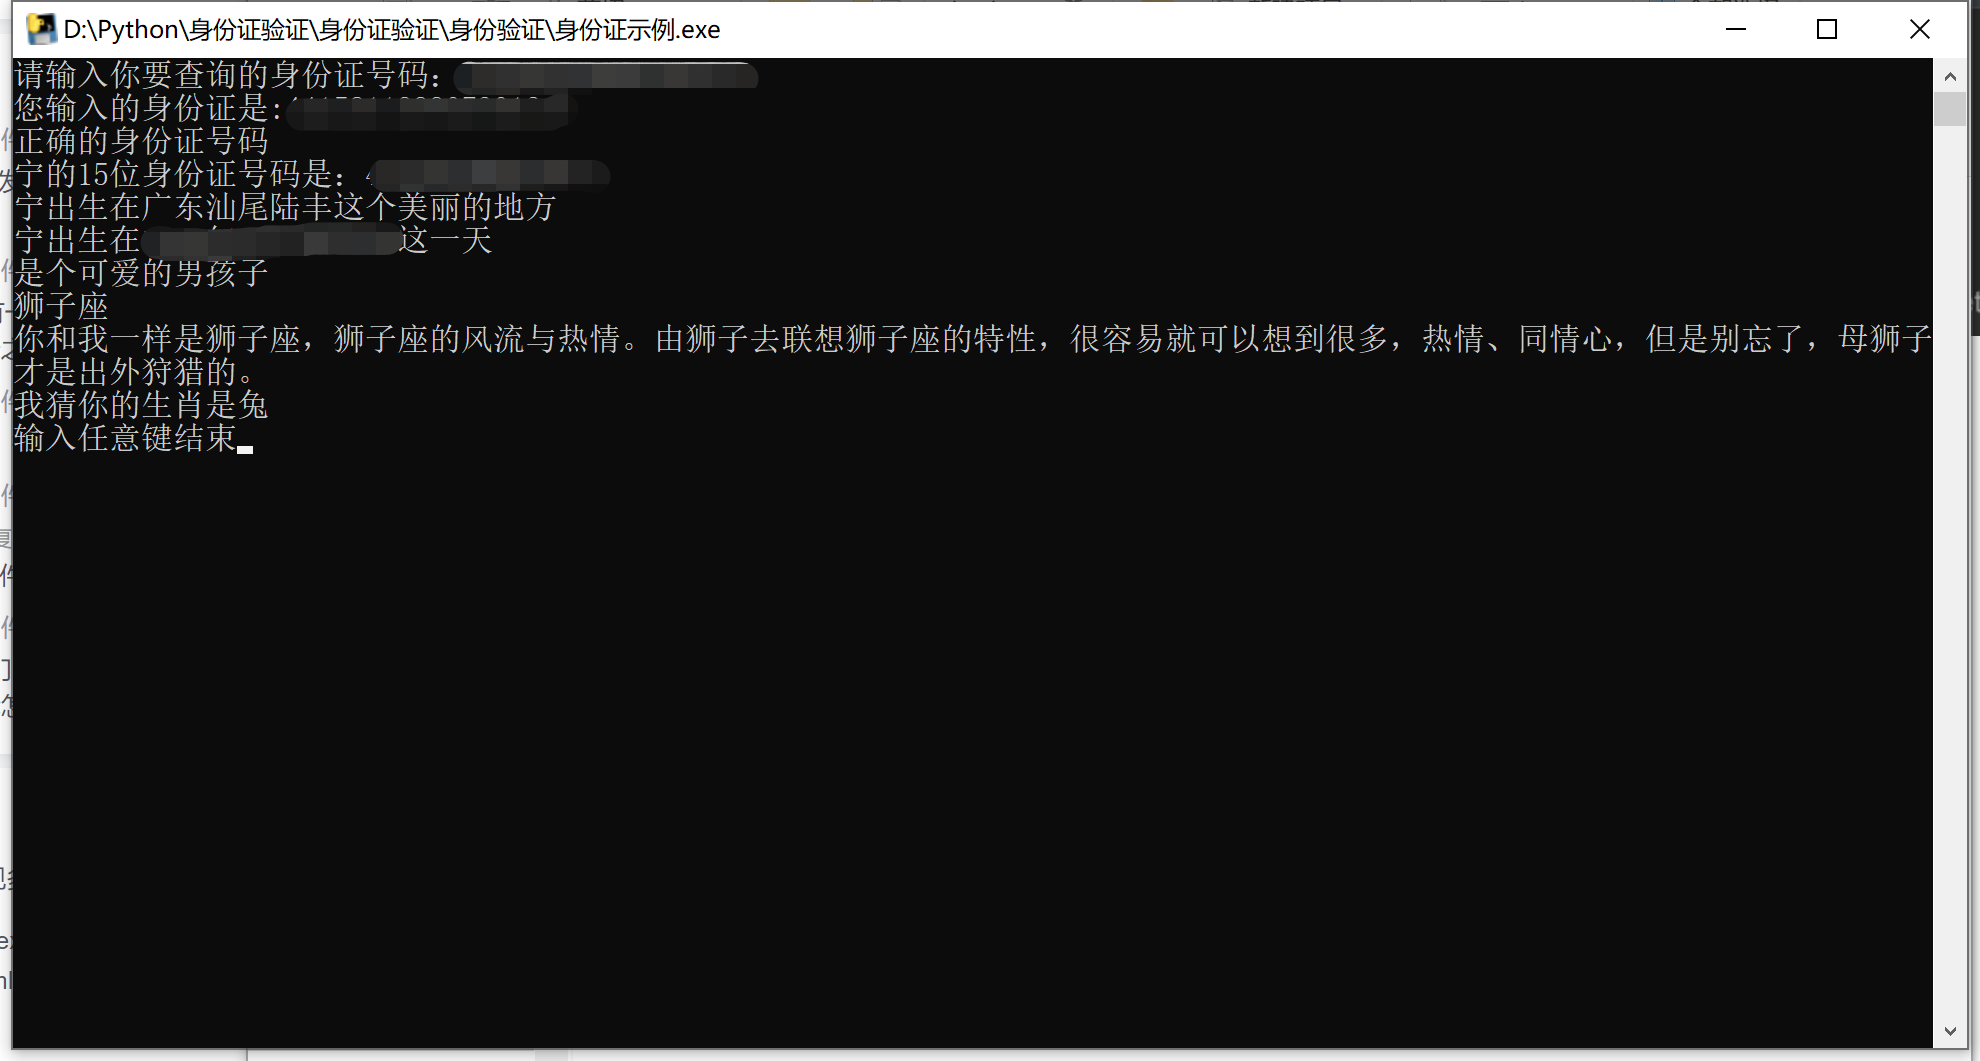 D:\Python\身份证验证\身份证验证\身份验证\身份证示例.exe
请输入你要查询的身份证号码:
您输入的身份证是:
正确的身份证号码
宁的15位身份证号码是:
宁出生在广东汕尾陆丰这个美丽的地方
宁出生在 这一天
是个可爱的男孩子
狮子座
你和我一样是狮子座，狮子座的风流与热情。由狮子去联想狮子座的特性，很容易就可以想到很多，热情、同情心，但是别忘了，母狮子
才是出外狩猎的。
我猜你的生肖是兔
输入任意键结束